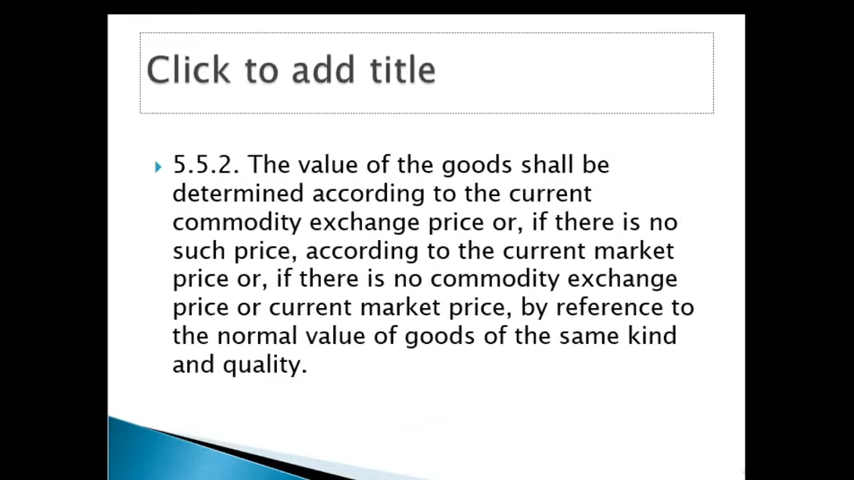 Click to add title
5.5.2. The value of the goods shall be
determined according to the current
commodity exchange price or, if there is no
such price, according to the current market
price or, if there is no commodity exchange
price or current market price, by reference to
the normal value of goods of the same kind
and quality.